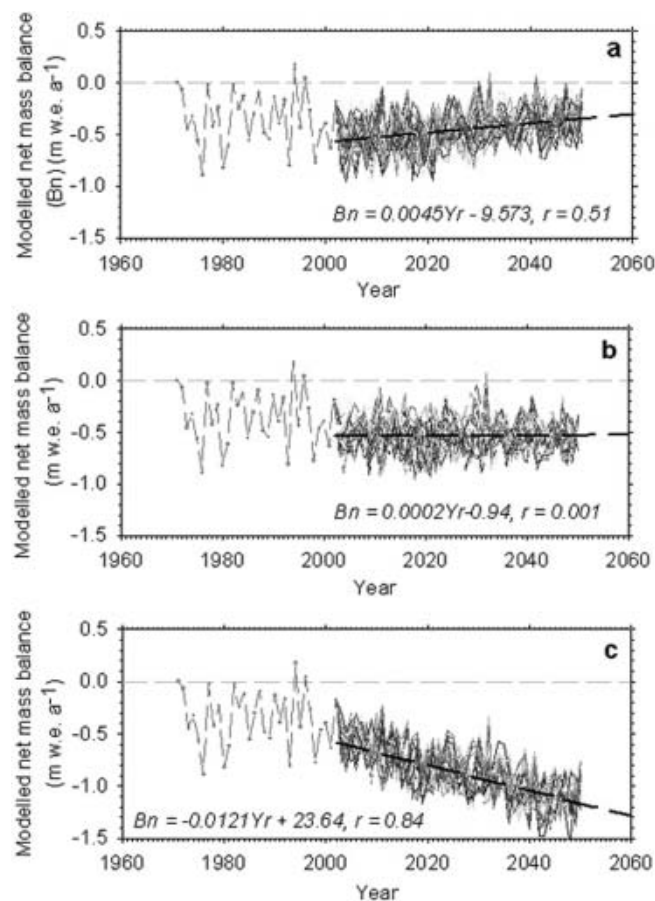 Modelled net mass balance
(Bn) (m w.e. a⁻¹)
0.5
0.0
-0.5
-1.0
-1.5
a
Bn = 0.0045Yr - 9.573, r = 0.51
1960 1980 2000 2020 2040 2060
Year
Modelled net mass balance
(m w.e. a⁻¹)
0.5
0.0
-0.5
-1.0
-1.5
b
Bn = 0.0002Yr-0.94, r = 0.001
1960 1980 2000 2020 2040 2060
Year
Modelled net mass balance
(m w.e. a⁻¹)
0.5
0.0
-0.5
-1.0
-1.5
c
Bn = -0.0121Yr + 23.64, r = 0.84
1960 1980 2000 2020 2040 2060
Year